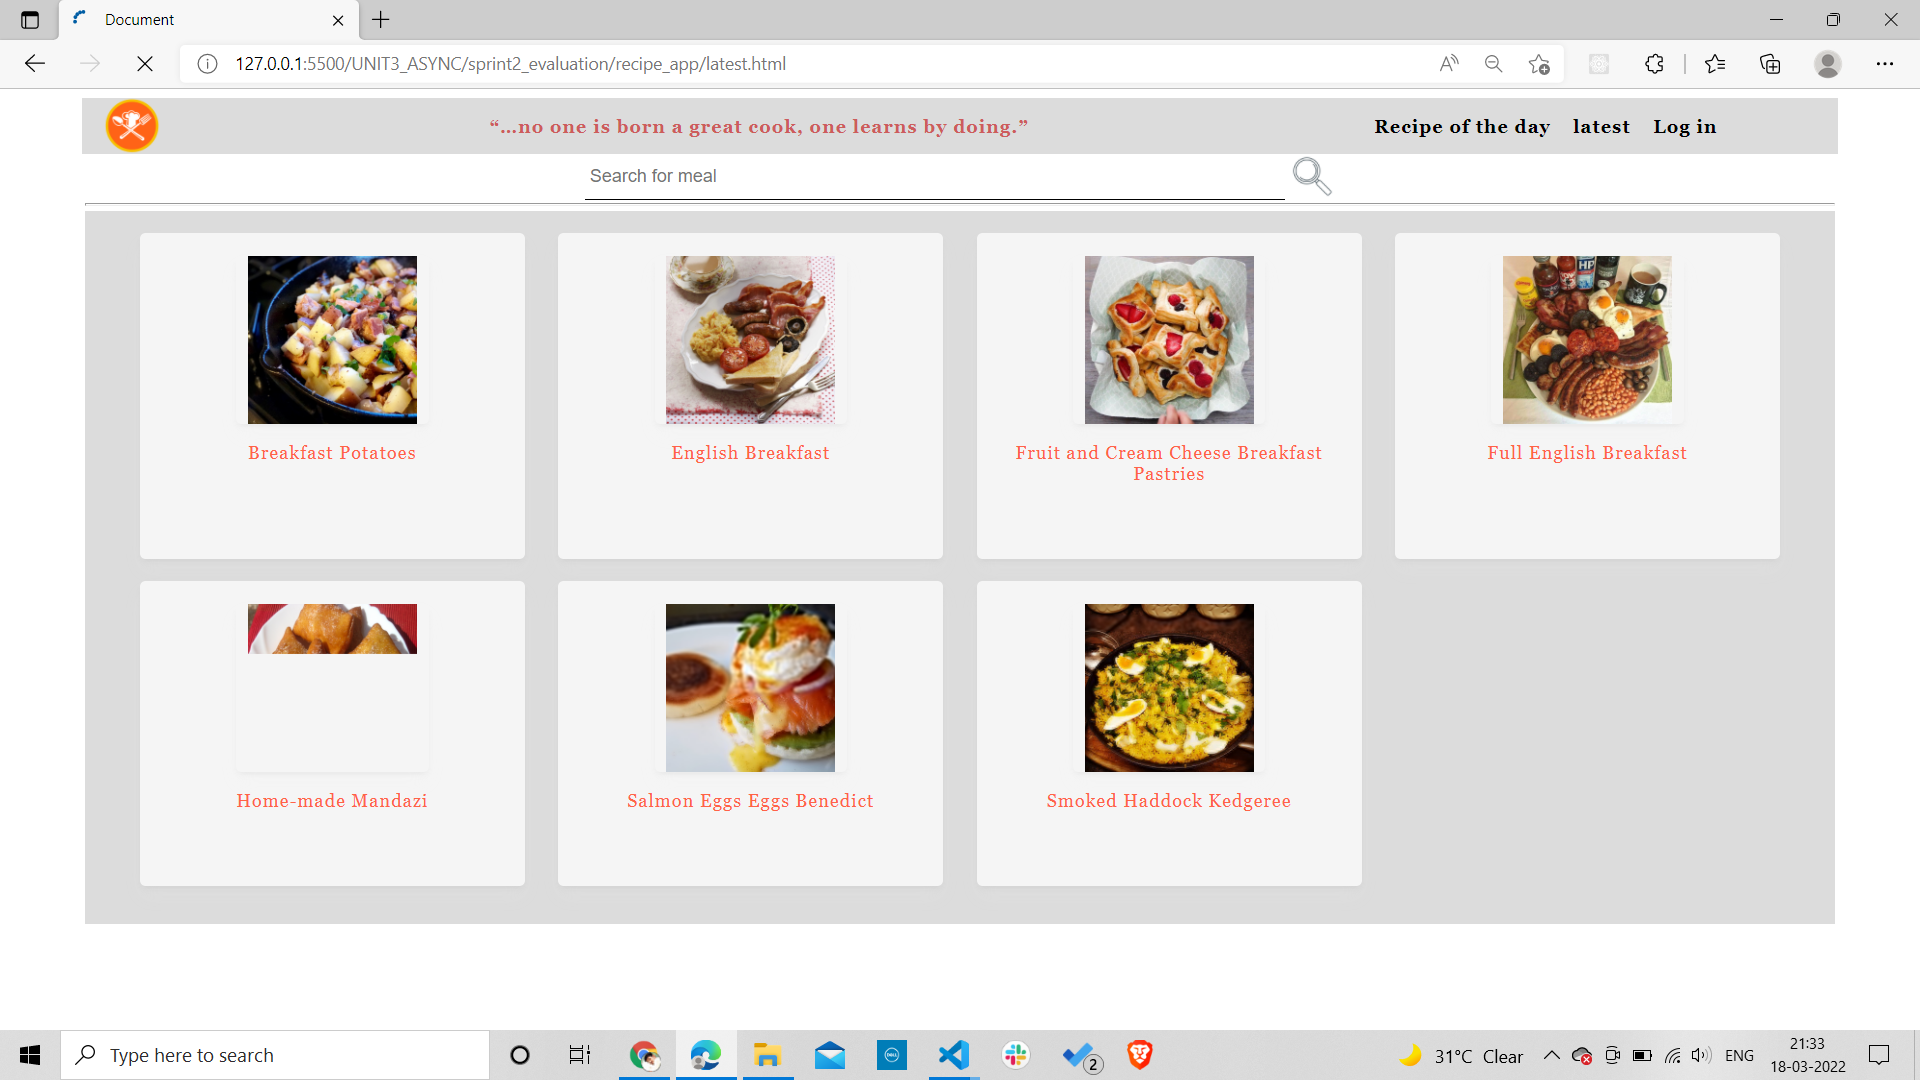 Document
127.0.0.1:5500/UNIT3_ASYNC/sprint2_evaluation/recipe_app/latest.html
“...no one is born a great cook, one learns by doing.”
Recipe of the day latest Log in
Search for meal
HP
Breakfast Potatoes
English Breakfast
Fruit and Cream Cheese Breakfast
Pastries
Full English Breakfast
Home-made Mandazi
Salmon Eggs Eggs Benedict
Smoked Haddock Kedgeree
Type here to search
DELL
2
31°C Clear
ENG
21:33
18-03-2022